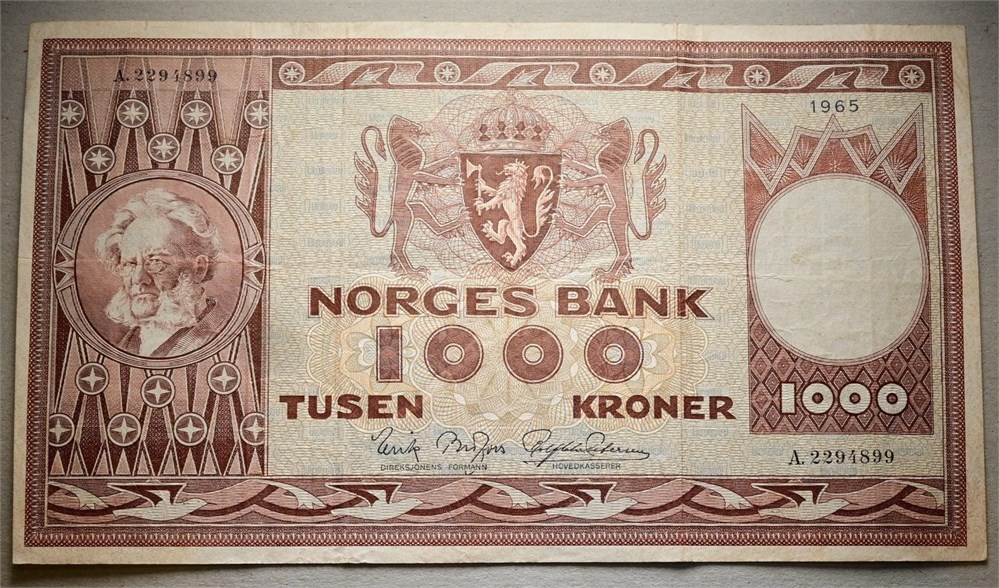 A.2294899
1965
NORGES BANK
1000
TUSEN KRONER
1000
DIREKSJONENS FORMANN
HOVEDKASSERER
A.2294899